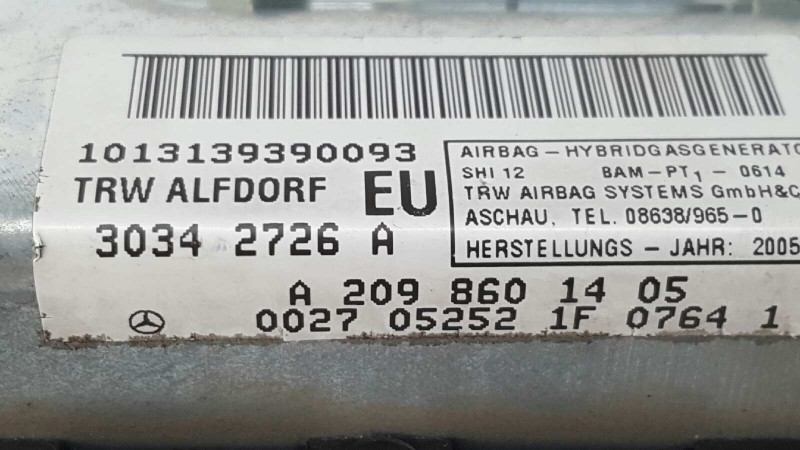 1013139390093
TRW ALFDORF EU
3034 2726 A
AIRBAG – HYBRIDGASGENERATO
SHI 12 BAM–PT1 – 0614
TRW AIRBAG SYSTEMS GmbH&C
ASCHAU, TEL. 08638/965–0
HERSTELLUNGS – JAHR: 2005
A 209 860 14 05
0027 05252 1F 0764 1